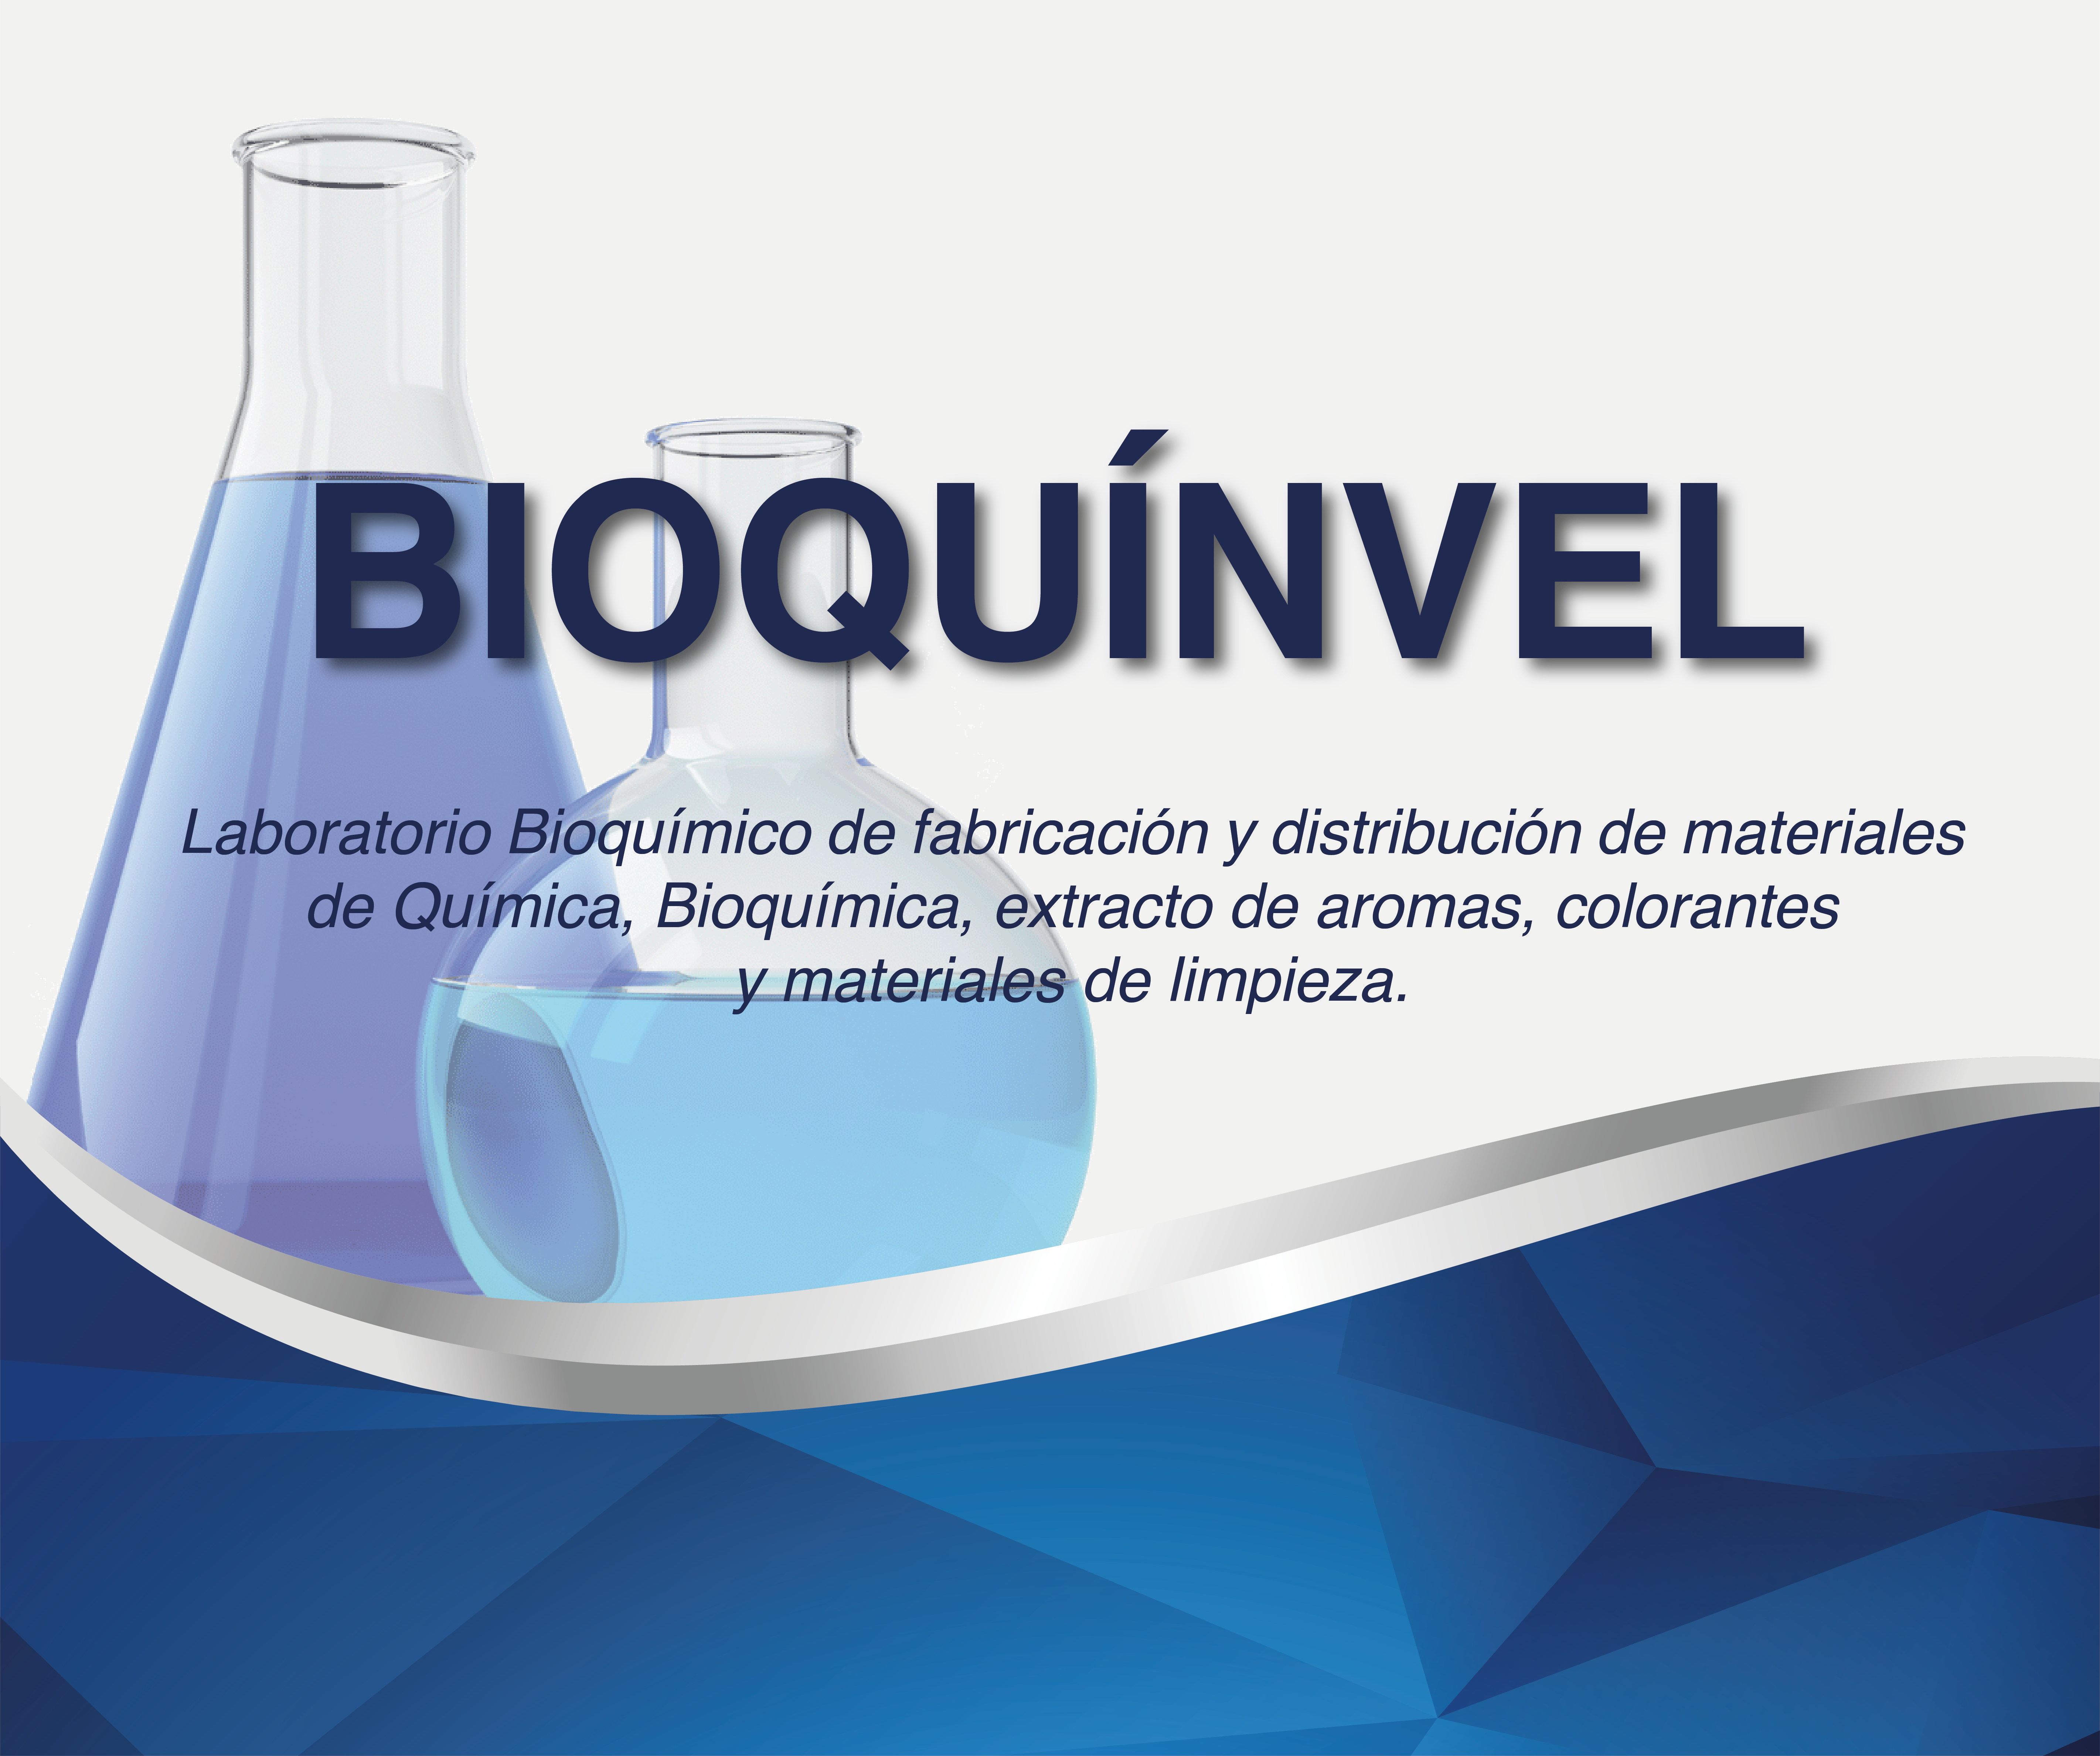 BIOQUÍNVEL
Laboratorio Bioquímico de fabricación y distribución de materiales
de Química, Bioquímica, extracto de aromas, colorantes
y materiales de limpieza.